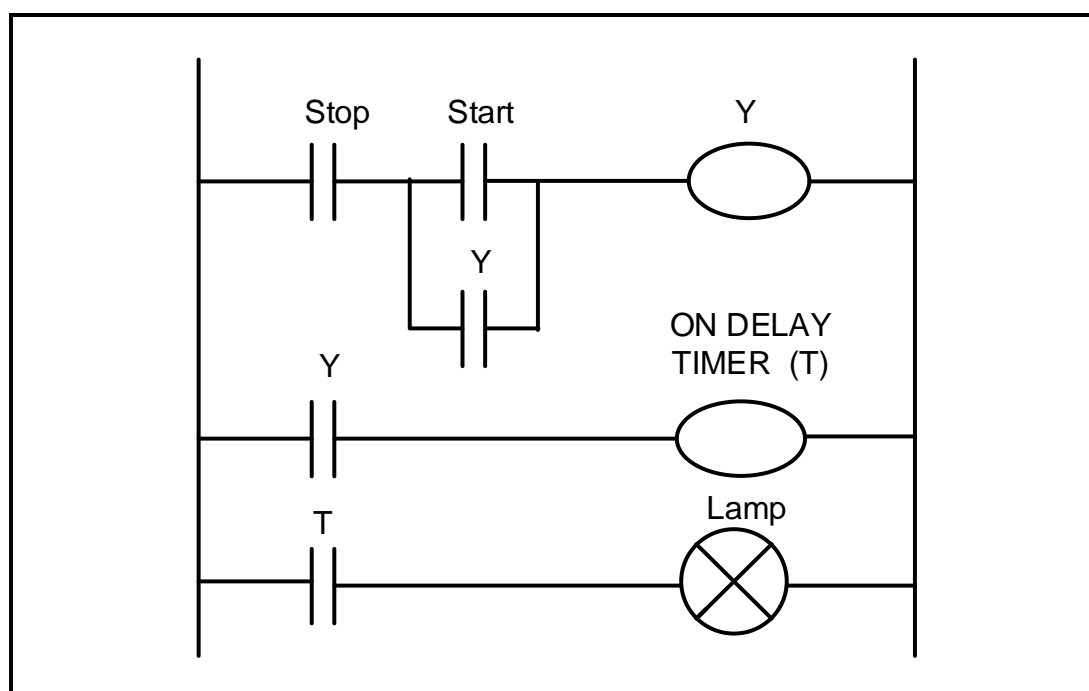 Stop
Start
Y
Y
ON DELAY
TIMER (T)
Y
Lamp
T